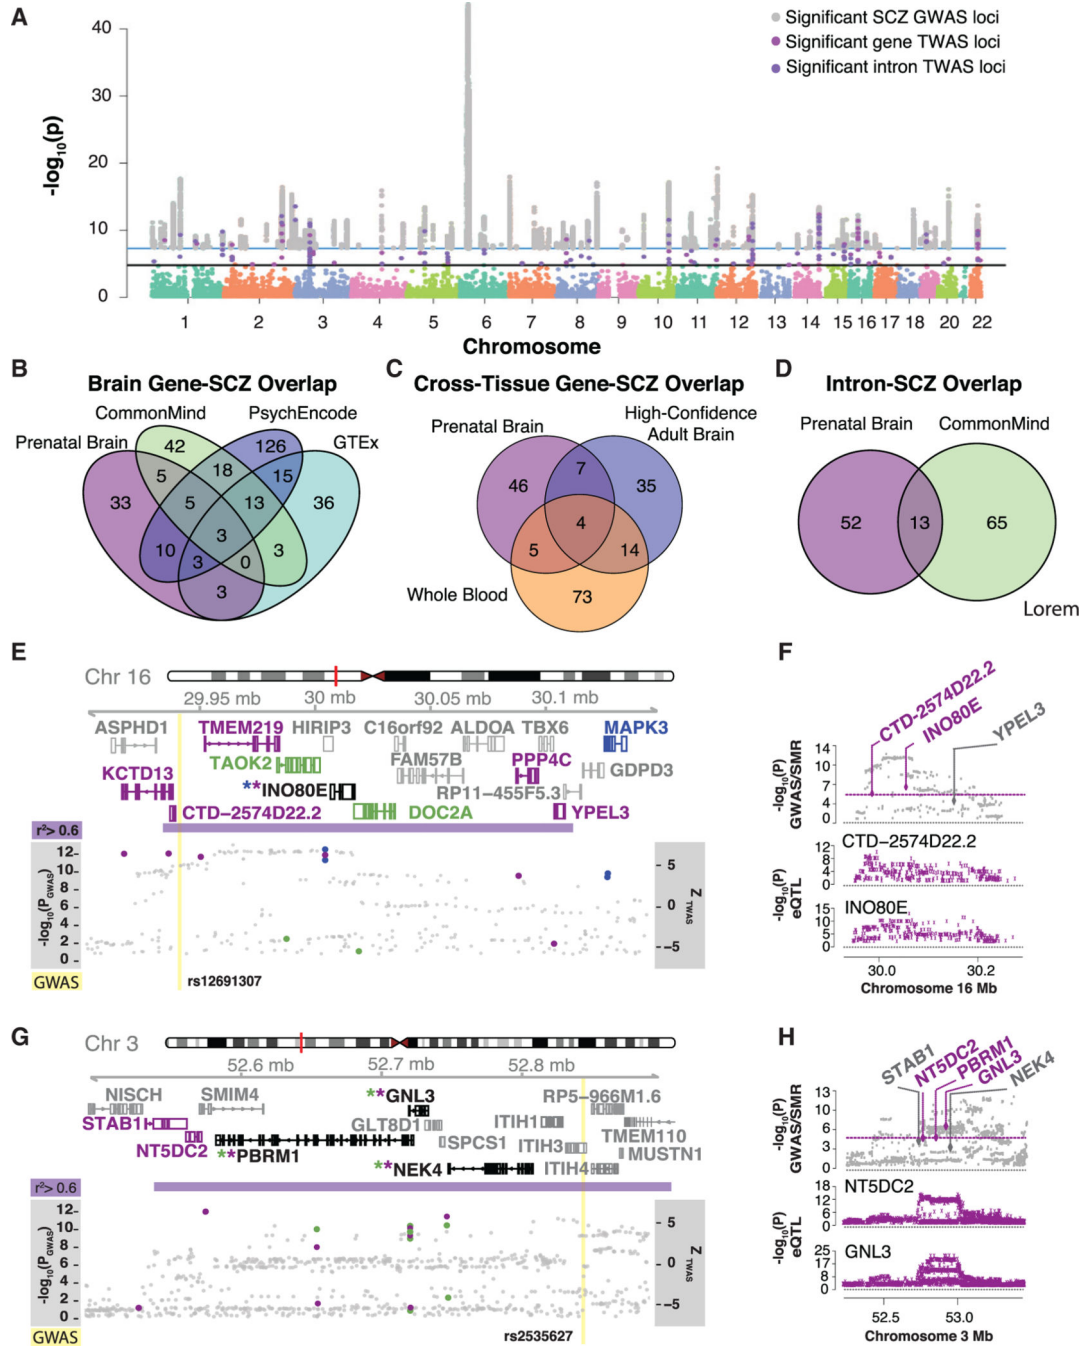 A
Significant SCZ GWAS loci
Significant gene TWAS loci
Significant intron TWAS loci
-log10(p)
40
30
20
10
0
1 2 3 4 5 6 7 8 9 10 11 12 13 14 15 16 17 18 20 22
Chromosome
B
Brain Gene-SCZ Overlap
CommonMind PsychEncode
Prenatal Brain GTEx
42 126
5 18 15
33 5 13 36
3
10 3 0 3
3
C
Cross-Tissue Gene-SCZ Overlap
Prenatal Brain
High-Confidence
Adult Brain
7
46 35
4
5 14
Whole Blood
73
D
Intron-SCZ Overlap
Prenatal Brain CommonMind
52 13 65
Lorem
E
Chr 16
29.95 mb 30 mb 30.05 mb 30.1 mb
ASPHD1 TMEM219 HIRIP3 C16orf92 ALDOA TBX6 MAPK3
TAOK2 FAM57B PPP4C GDPD3
KCTD13 **INO80E RP11-455F5.3
CTD-2574D22.2 DOC2A YPEL3
r²> 0.6
-log10(PGWAS)
12-
10-
8-
6-
4-
2-
0-
5
0
-5
Z TWAS
GWAS
rs12691307
F
CTD-2574D22.2
INO80E
YPEL3
-log10(P)
GWAS/SMR
14
10
7
4
0
CTD-2574D22.2
-log10(P)
eQTL
12
8
4
0
INO80E
15
10
5
0
30.0 30.2
Chromosome 16 Mb
G
Chr 3
52.6 mb 52.7 mb 52.8 mb
NISCH SMIM4 **GNL3 RP5-966M1.6
STAB1 GLT8D1 ITIH1 TMEM110
NT5DC2 **PBRM1 SPCS1 ITIH3 MUSTN1
**NEK4 ITIH4
r²> 0.6
-log10(PGWAS)
12-
10-
8-
6-
4-
2-
0-
5
0
-5
Z TWAS
GWAS
rs2535627
H
STAB1
NT5DC2
PBRM1
GNL3
NEK4
-log10(P)
GWAS/SMR
13
10
6
3
0
NT5DC2
-log10(P)
eQTL
18
12
6
0
GNL3
25
17
8
0
52.5 53.0
Chromosome 3 Mb